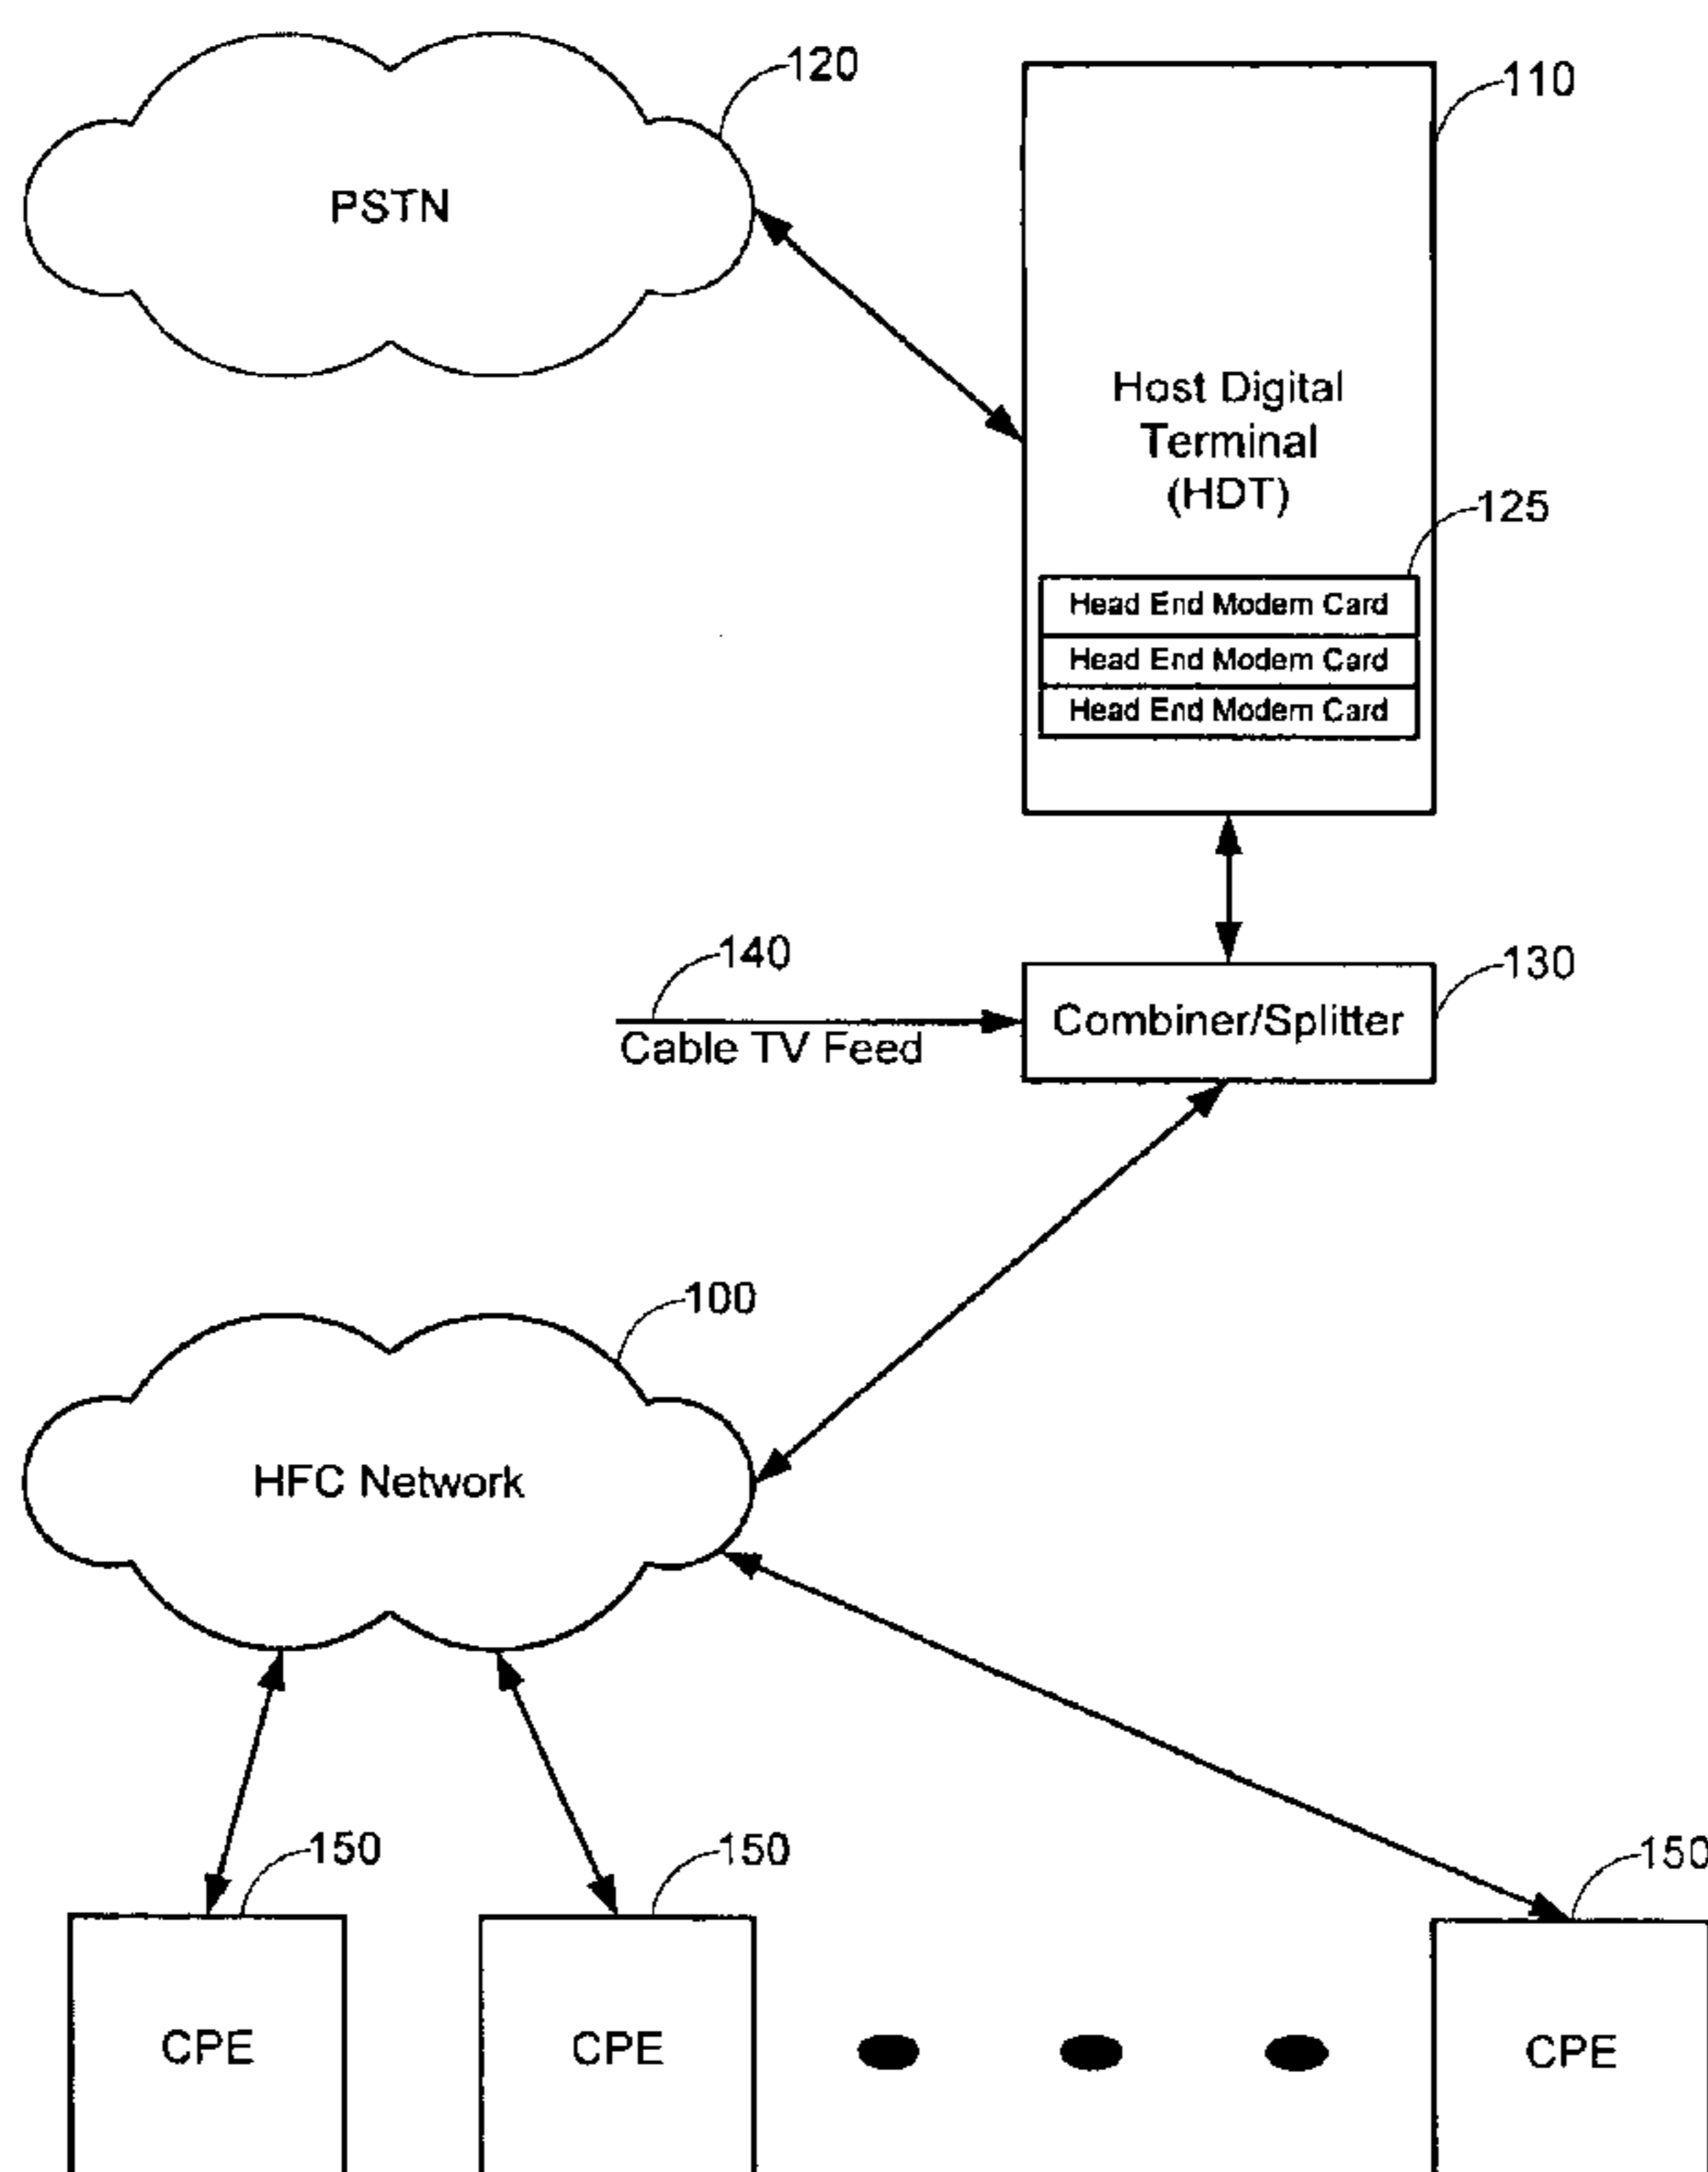 120
110
PSTN
Host Digital
Terminal
(HDT)
125
Head End Modem Card
Head End Modem Card
Head End Modem Card
140
130
Cable TV Feed
Combiner/Splitter
100
HFC Network
150
150
150
CPE
CPE
CPE